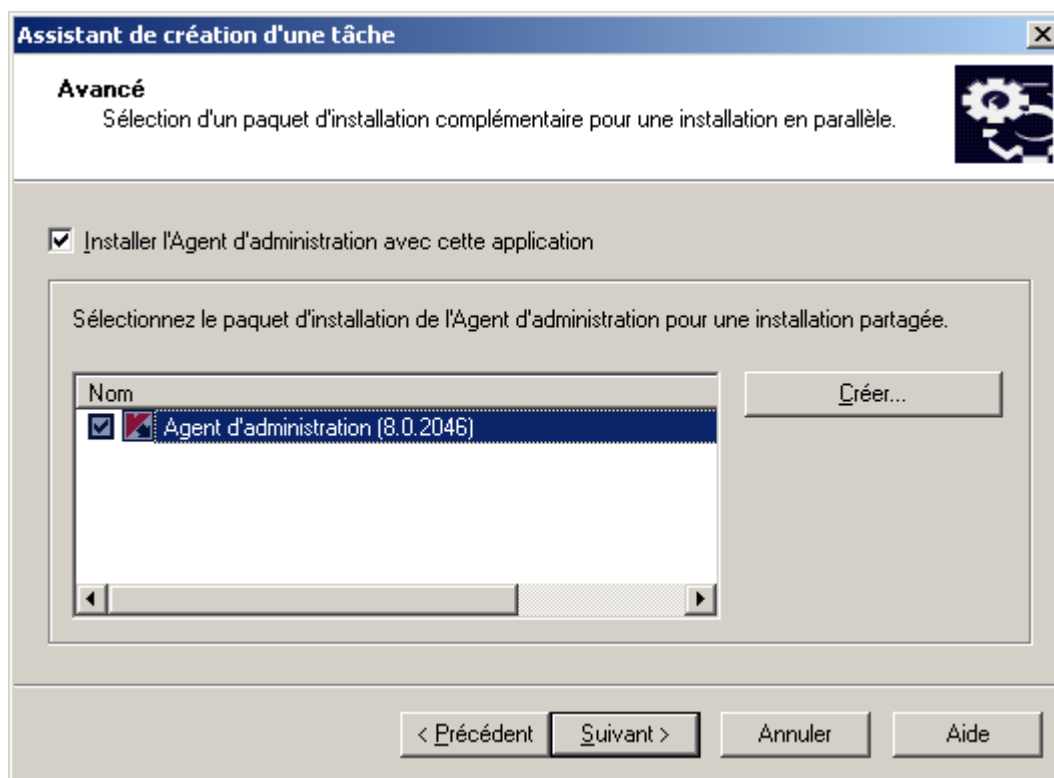 Assistant de création d'une tâche
Avancé
Sélection d'un paquet d'installation complémentaire pour une installation en parallèle.
Installer l'Agent d'administration avec cette application
Sélectionnez le paquet d'installation de l'Agent d'administration pour une installation partagée.
Nom
Créer...
Agent d'administration (8.0.2046)
< Précédent
Suivant >
Annuler
Aide